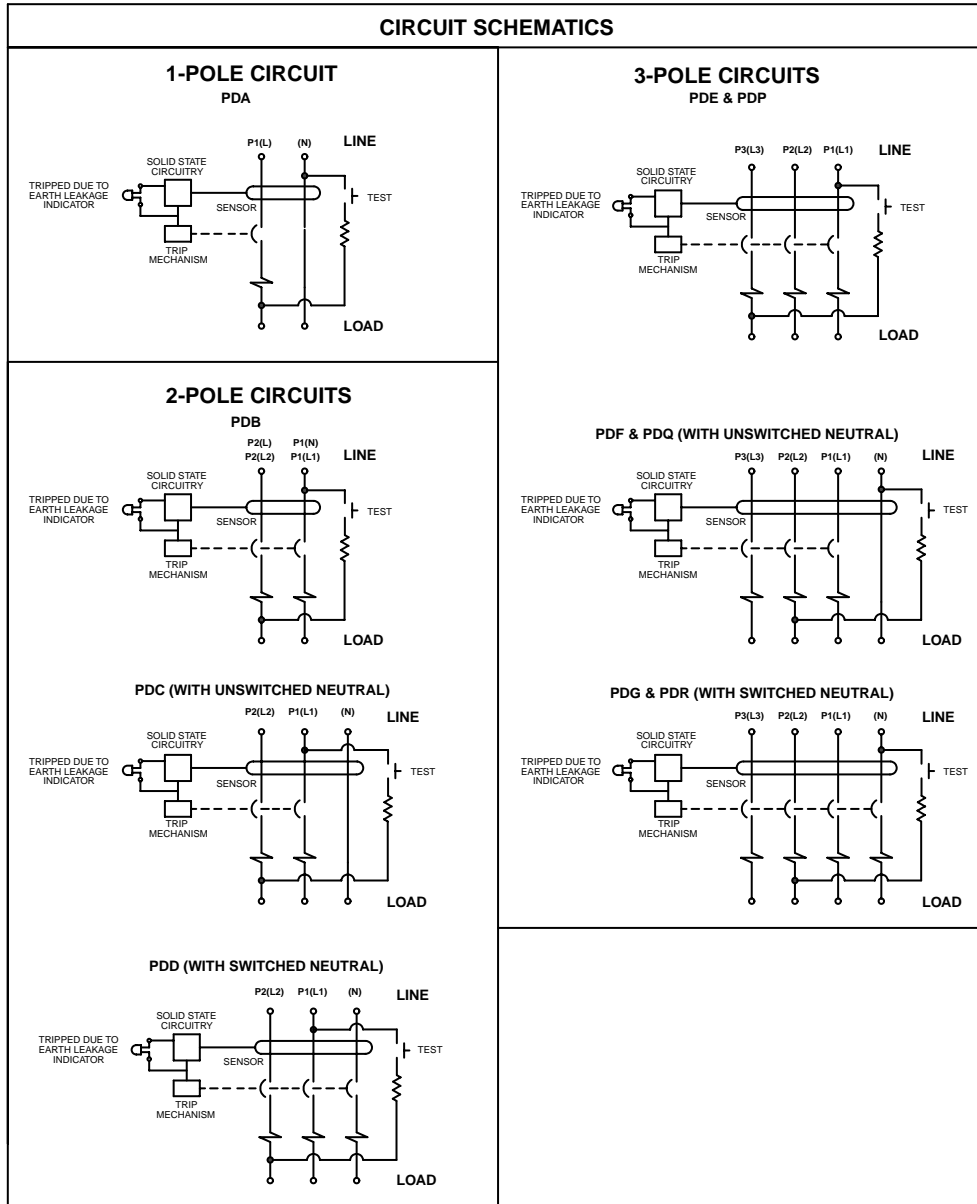 CIRCUIT SCHEMATICS
1-POLE CIRCUIT
PDA
P1(L) (N) LINE
SOLID STATE
CIRCUITRY
TRIPPED DUE TO
EARTH LEAKAGE
INDICATOR
SENSOR
TEST
TRIP
MECHANISM
LOAD
2-POLE CIRCUITS
PDB
P2(L) P1(N)
P2(L2) P1(L1) LINE
SOLID STATE
CIRCUITRY
TRIPPED DUE TO
EARTH LEAKAGE
INDICATOR
SENSOR
TEST
TRIP
MECHANISM
LOAD
PDC (WITH UNSWITCHED NEUTRAL)
P2(L2) P1(L1) (N) LINE
SOLID STATE
CIRCUITRY
TRIPPED DUE TO
EARTH LEAKAGE
INDICATOR
SENSOR
TEST
TRIP
MECHANISM
LOAD
PDD (WITH SWITCHED NEUTRAL)
P2(L2) P1(L1) (N) LINE
SOLID STATE
CIRCUITRY
TRIPPED DUE TO
EARTH LEAKAGE
INDICATOR
SENSOR
TEST
TRIP
MECHANISM
LOAD
3-POLE CIRCUITS
PDE & PDP
P3(L3) P2(L2) P1(L1) LINE
SOLID STATE
CIRCUITRY
TRIPPED DUE TO
EARTH LEAKAGE
INDICATOR
SENSOR
TEST
TRIP
MECHANISM
LOAD
PDF & PDQ (WITH UNSWITCHED NEUTRAL)
P3(L3) P2(L2) P1(L1) (N) LINE
SOLID STATE
CIRCUITRY
TRIPPED DUE TO
EARTH LEAKAGE
INDICATOR
SENSOR
TEST
TRIP
MECHANISM
LOAD
PDG & PDR (WITH SWITCHED NEUTRAL)
P3(L3) P2(L2) P1(L1) (N) LINE
SOLID STATE
CIRCUITRY
TRIPPED DUE TO
EARTH LEAKAGE
INDICATOR
SENSOR
TEST
TRIP
MECHANISM
LOAD